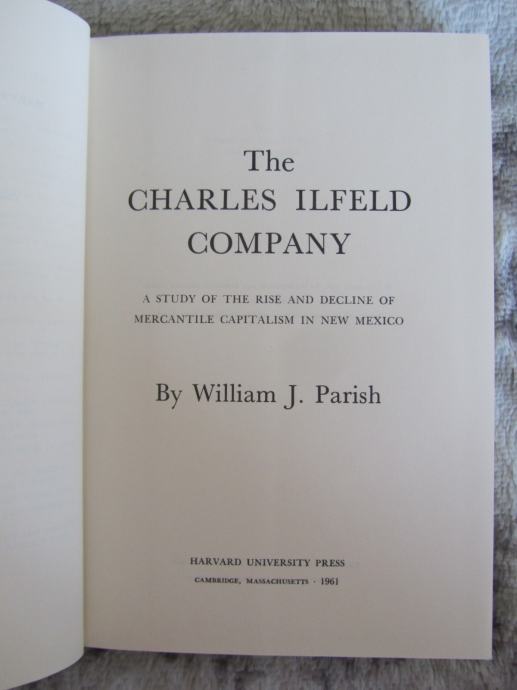 The
CHARLES ILFELD
COMPANY
A STUDY OF THE RISE AND DECLINE OF
MERCANTILE CAPITALISM IN NEW MEXICO
By William J. Parish
HARVARD UNIVERSITY PRESS
CAMBRIDGE, MASSACHUSETTS · 1961